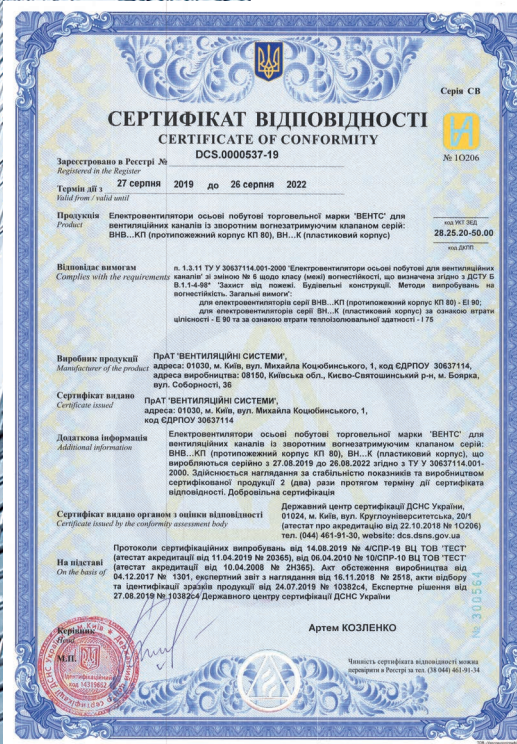 Серія СВ
СЕРТИФІКАТ ВІДПОВІДНОСТІ
CERTIFICATE OF CONFORMITY
Зареєстровано в Реєстрі № DCS.0000537-19
Registered in the Register
№ 1О206
Термін дії з 27 серпня 2019 до 26 серпня 2022
Valid from / valid until
Продукція Електровентилятори осьові побутові торговельної марки "ВЕНТС" для
Product вентиляційних каналів із зворотним вогнезатримуючим клапаном серій:
ВНВ...КП (протипожежний корпус КП 80), ВН...К (пластиковий корпус)
код УКТ ЗЕД
28.25.20-50.00
код ДКПП
Відповідає вимогам п. 1.3.11 ТУ У 30637114.001-2000 "Електровентилятори осьові побутові для вентиляційних
Complies with the requirements каналів" зі зміною № 6 щодо класу (межі) вогнестійкості, що визначена згідно з ДСТУ Б
В.1.1-4-98* "Захист від пожежі. Будівельні конструкції. Методи випробувань на
вогнестійкість. Загальні вимоги":
для електровентиляторів серії ВНВ...КП (протипожежний корпус КП 80) - ЕІ 90;
для електровентиляторів серії ВН...К (пластиковий корпус) за ознакою втрати
цілісності - Е 90 та за ознакою втрати теплоізолювальної здатності - І 75
Виробник продукції ПрАТ "ВЕНТИЛЯЦІЙНІ СИСТЕМИ",
Manufacturer of the product адреса: 01030, м. Київ, вул. Михайла Коцюбинського, 1, код ЄДРПОУ 30637114,
адреса виробництва: 08150, Київська обл., Києво-Святошинський р-н, м. Боярка,
вул. Соборності, 36
Сертифікат видано ПрАТ "ВЕНТИЛЯЦІЙНІ СИСТЕМИ",
Certificate issued адреса: 01030, м. Київ, вул. Михайла Коцюбинського, 1,
код ЄДРПОУ 30637114
Додаткова інформація Електровентилятори осьові побутові торговельної марки "ВЕНТС" для
Additional information вентиляційних каналів із зворотним вогнезатримуючим клапаном серій:
ВНВ...КП (протипожежний корпус КП 80), ВН...К (пластиковий корпус), що
виробляються серійно з 27.08.2019 до 26.08.2022 згідно з ТУ У 30637114.001-
2000. Здійснюється наглядання за стабільністю показників та виробництвом
сертифікованої продукції 2 (два) рази протягом терміну дії сертифіката
відповідності. Добровільна сертифікація
Сертифікат видано органом з оцінки відповідності Державний центр сертифікації ДСНС України,
Certificate issued by the conformity assessment body 01024, м. Київ, вул. Круглоуніверситетська, 20/1
(атестат про акредитацію від 22.10.2018 № 1О206)
тел. (044) 461-91-30, website: dcs.dsns.gov.ua
На підставі Протоколи сертифікаційних випробувань від 14.08.2019 № 4/СПР-19 ВЦ ТОВ "ТЕСТ"
On the basis of (атестат акредитації від 11.04.2019 № 20365), від 06.04.2010 № 10/СПР-10 ВЦ ТОВ "ТЕСТ"
(атестат акредитації від 10.04.2008 № 2Н365). Акт обстеження виробництва від
04.12.2017 № 1301, експертний звіт з наглядання від 16.11.2018 № 2518, акти відбору
та ідентифікації зразків продукції від 24.07.2019 № 10382с4, Експертне рішення від
27.08.2019 № 10382с4 Державного центру сертифікації ДСНС України
№ 300564
Керівник
Head
Артем КОЗЛЕНКО
М.П.
Ідентифікаційний
код 14319652
Чинність сертифіката відповідності можна
перевірити в Реєстрі за тел. (38 044) 461-91-34